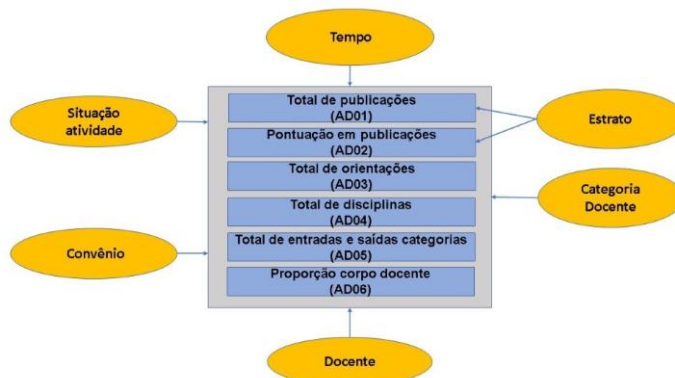 Tempo
Situação
atividade
Total de publicações
(AD01)
Pontuação em publicações
(AD02)
Total de orientações
(AD03)
Total de disciplinas
(AD04)
Total de entradas e saídas categorias
(AD05)
Proporção corpo docente
(AD06)
Estrato
Categoria
Docente
Convênio
Docente